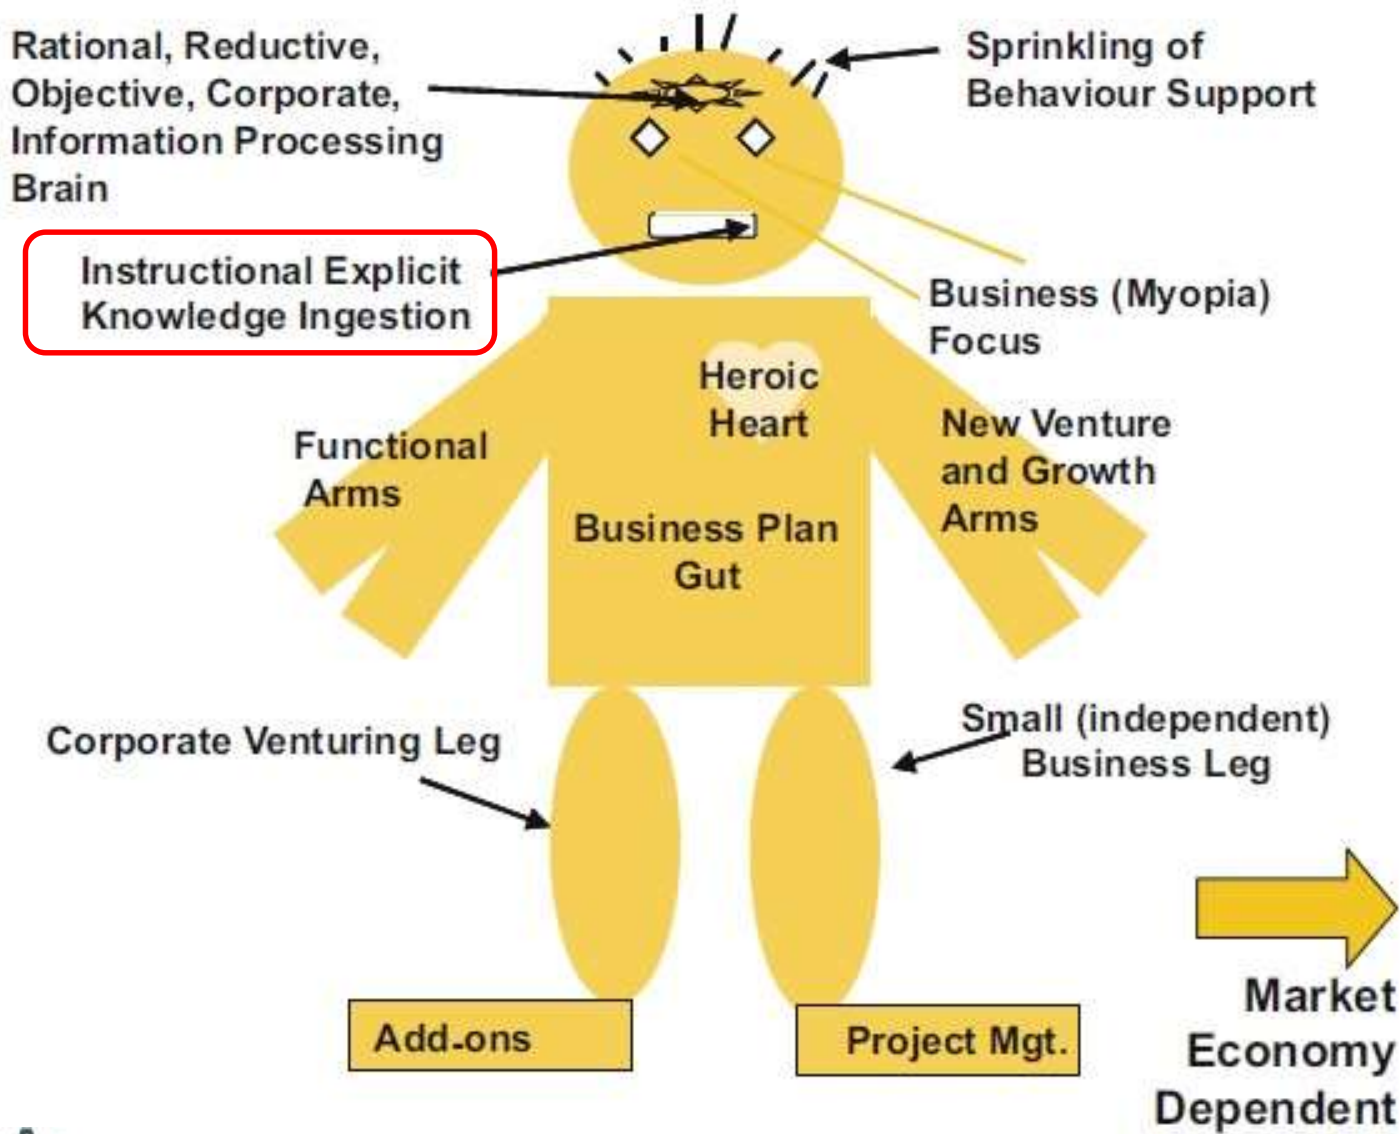 Rational, Reductive,
Objective, Corporate,
Information Processing
Brain
Sprinkling of
Behaviour Support
Instructional Explicit
Knowledge Ingestion
Business (Myopia)
Focus
Heroic
Heart
Functional
Arms
New Venture
and Growth
Arms
Business Plan
Gut
Corporate Venturing Leg
Small (independent)
Business Leg
Add-ons
Project Mgt.
Market
Economy
Dependent